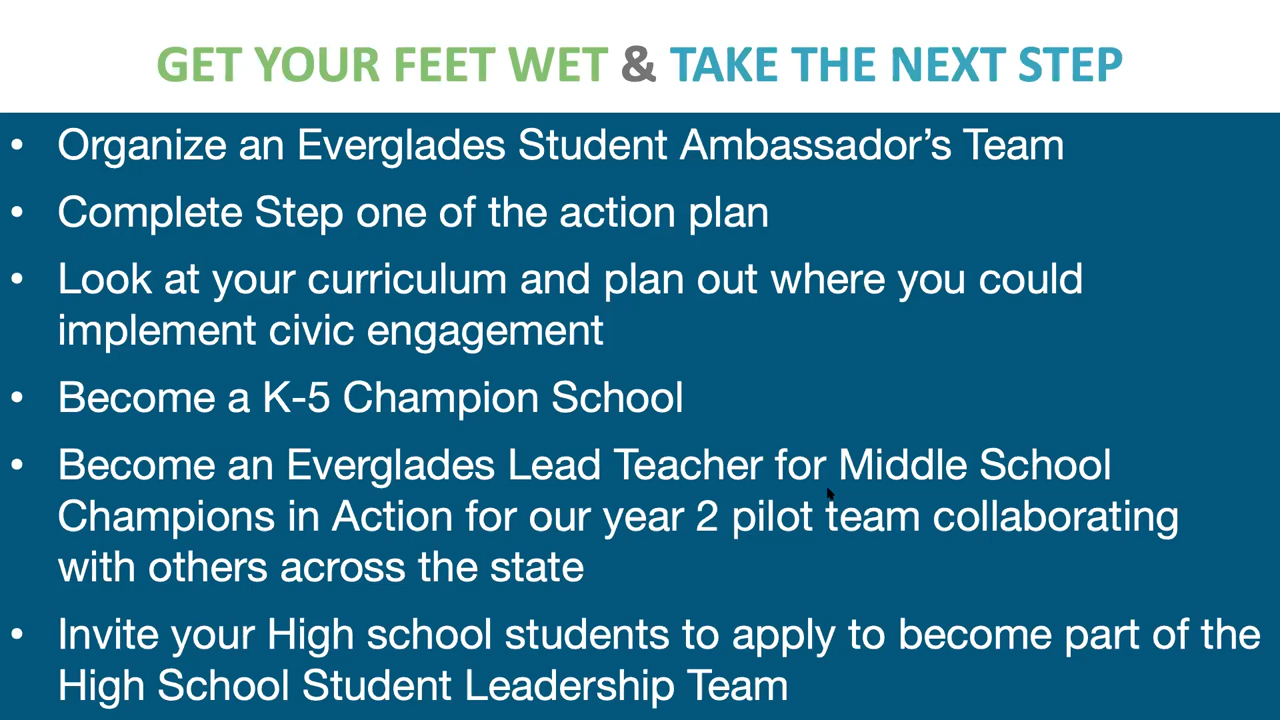 GET YOUR FEET WET & TAKE THE NEXT STEP
• Organize an Everglades Student Ambassador’s Team
• Complete Step one of the action plan
• Look at your curriculum and plan out where you could
implement civic engagement
• Become a K-5 Champion School
• Become an Everglades Lead Teacher for Middle School
Champions in Action for our year 2 pilot team collaborating
with others across the state
• Invite your High school students to apply to become part of the
High School Student Leadership Team